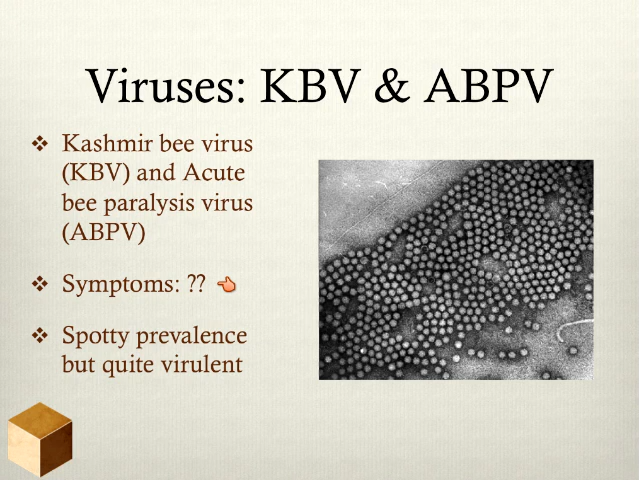 Viruses: KBV & ABPV
❖ Kashmir bee virus
(KBV) and Acute
bee paralysis virus
(ABPV)
❖ Symptoms: ?? 👈
❖ Spotty prevalence
but quite virulent